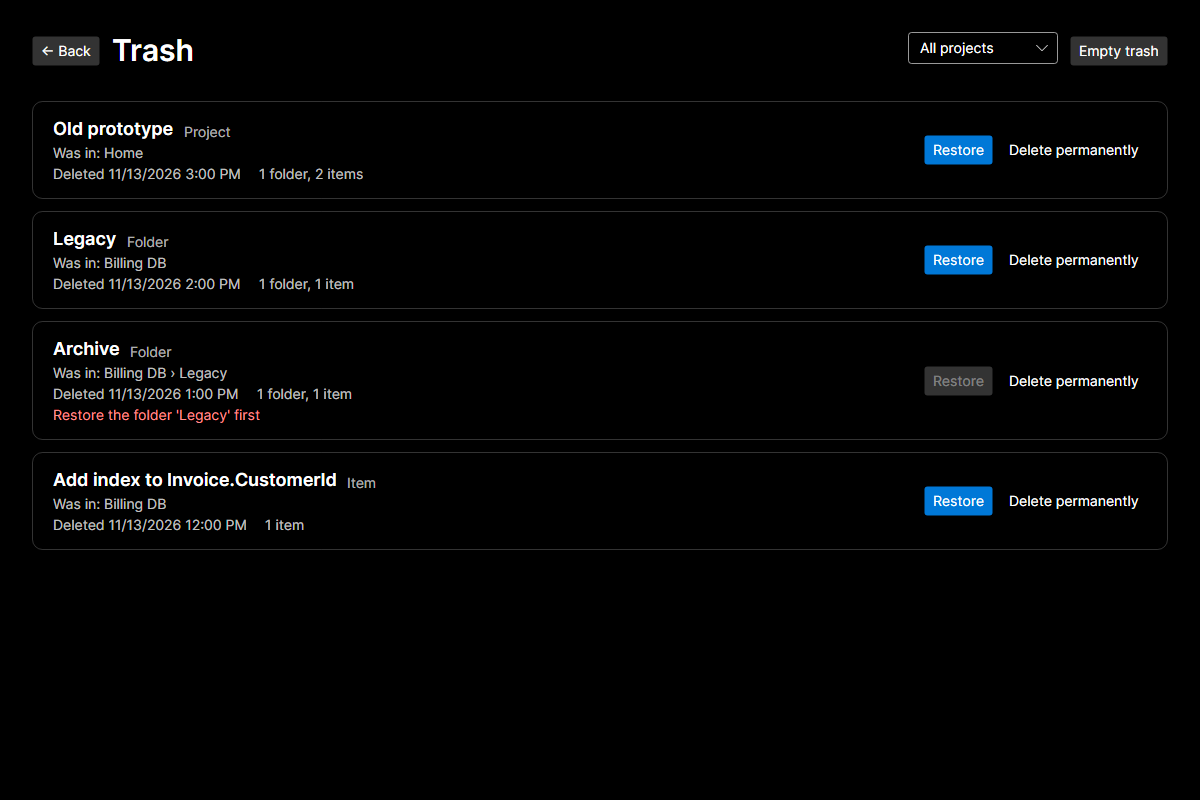 ← Back Trash All projects Empty trash
Old prototype Project
Was in: Home
Deleted 11/13/2026 3:00 PM 1 folder, 2 items
Restore Delete permanently
Legacy Folder
Was in: Billing DB
Deleted 11/13/2026 2:00 PM 1 folder, 1 item
Restore Delete permanently
Archive Folder
Was in: Billing DB › Legacy
Deleted 11/13/2026 1:00 PM 1 folder, 1 item
Restore the folder 'Legacy' first
Restore Delete permanently
Add index to Invoice.CustomerId Item
Was in: Billing DB
Deleted 11/13/2026 12:00 PM 1 item
Restore Delete permanently